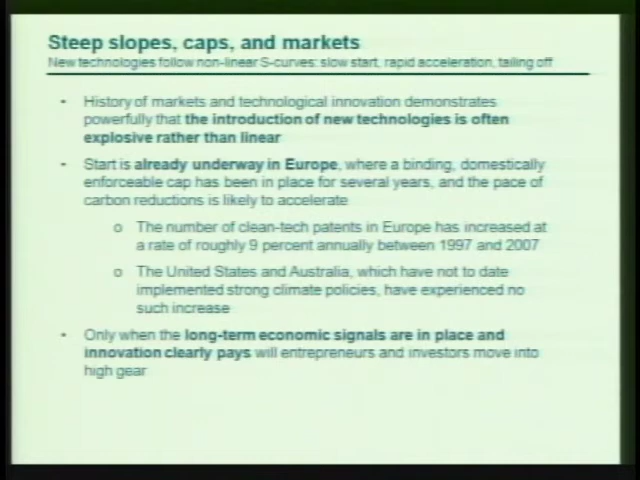 Steep slopes, caps, and markets
New technologies follow non-linear S-curves: slow start, rapid acceleration, tailing off
• History of markets and technological innovation demonstrates
powerfully that the introduction of new technologies is often
explosive rather than linear
• Start is already underway in Europe, where a binding, domestically
enforceable cap has been in place for several years, and the pace of
carbon reductions is likely to accelerate
o The number of clean-tech patents in Europe has increased at
a rate of roughly 9 percent annually between 1997 and 2007
o The United States and Australia, which have not to date
implemented strong climate policies, have experienced no
such increase
• Only when the long-term economic signals are in place and
innovation clearly pays will entrepreneurs and investors move into
high gear